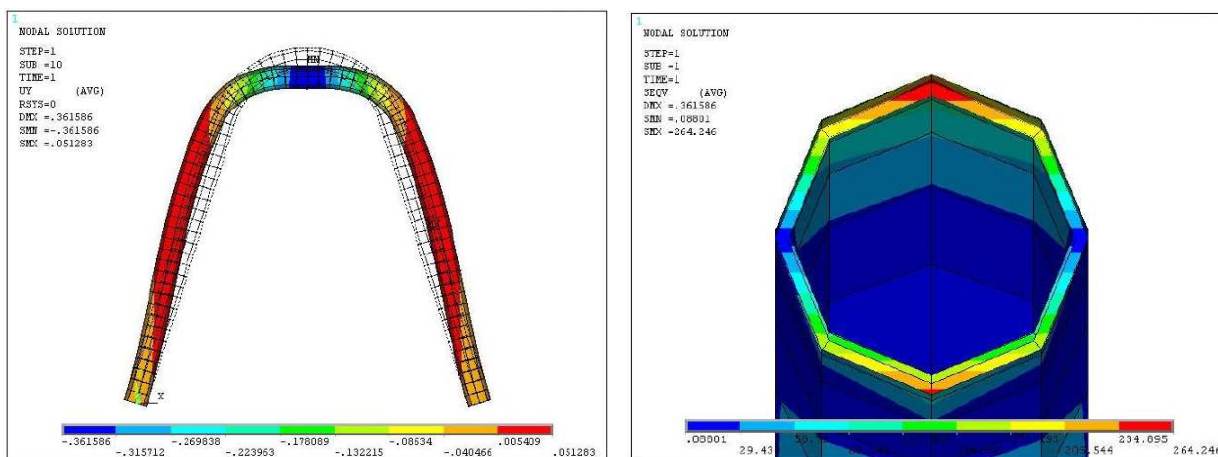 1
NODAL SOLUTION
STEP=1
SUB =10
TIME=1
UY (AVG)
RSYS=0
DMX =.361586
SMN =-.361586
SMX =.051283
MN
X
-.361586 -.269838 -.178089 -.08634 .005409
-.315712 -.223963 -.132215 -.040466 .051283
1
NODAL SOLUTION
STEP=1
SUB =1
TIME=1
SEQV (AVG)
DMX =.361586
SMN =.08801
SMX =264.246
234.895
29.43 264.246